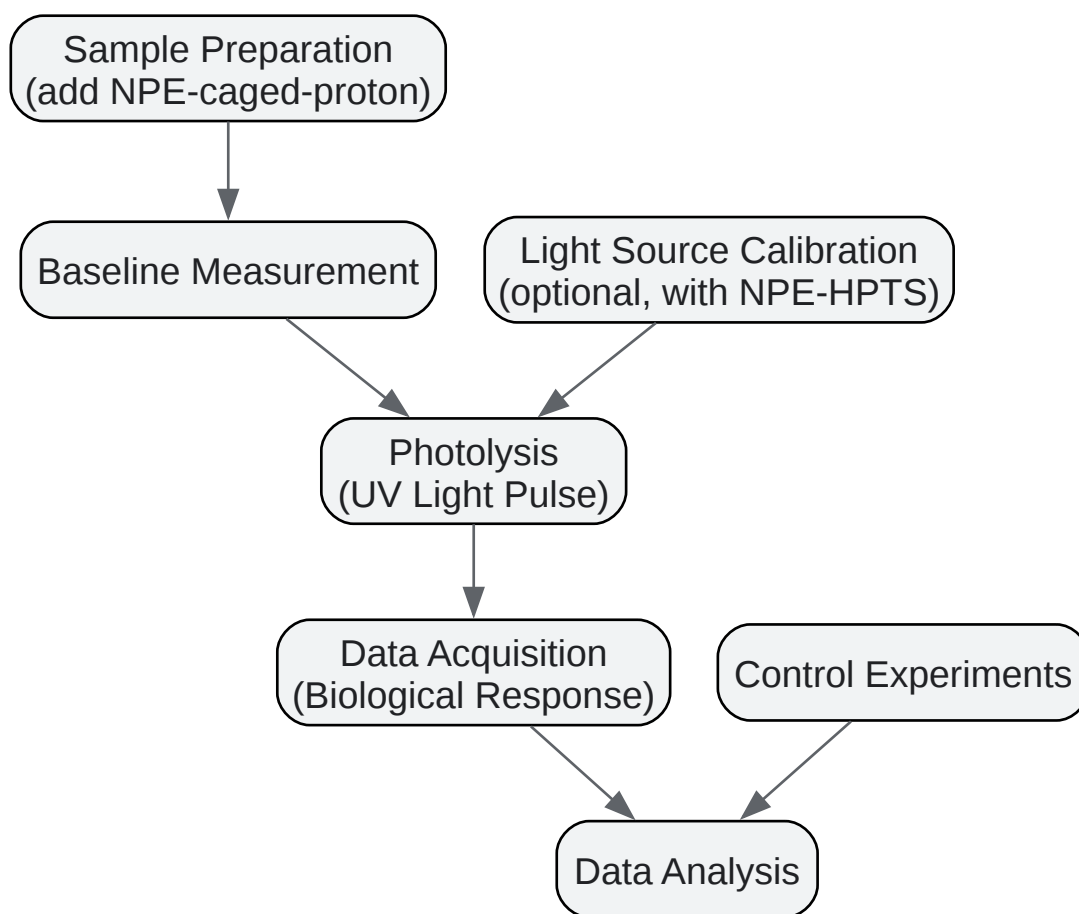 Sample Preparation
(add NPE-caged-proton)
Baseline Measurement
Light Source Calibration
(optional, with NPE-HPTS)
Photolysis
(UV Light Pulse)
Data Acquisition
(Biological Response)
Control Experiments
Data Analysis